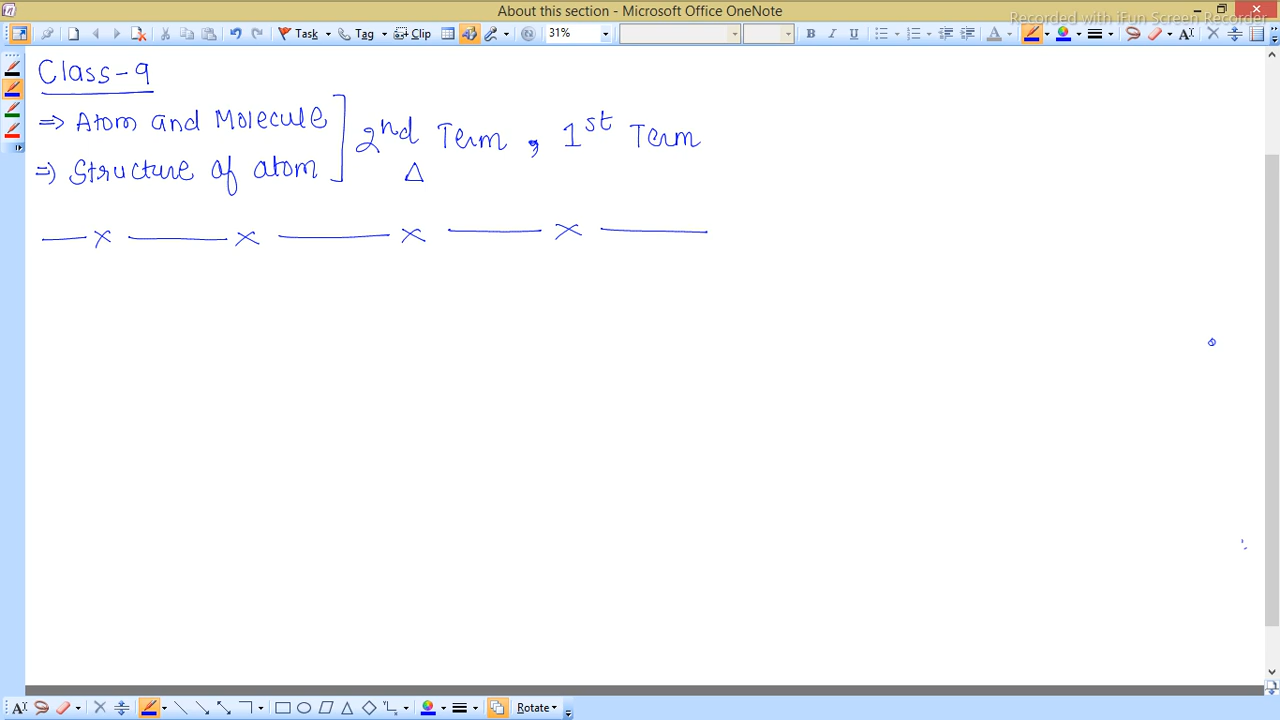 About this section - Microsoft Office OneNote
Recorded with iFun Screen Recorder
Task Tag Clip 31% B I U A
Class-9
⇒ Atom and Molecule
⇒ Structure of atom
2nd Term , 1st Term
Δ
—x—x—x—x—
Rotate